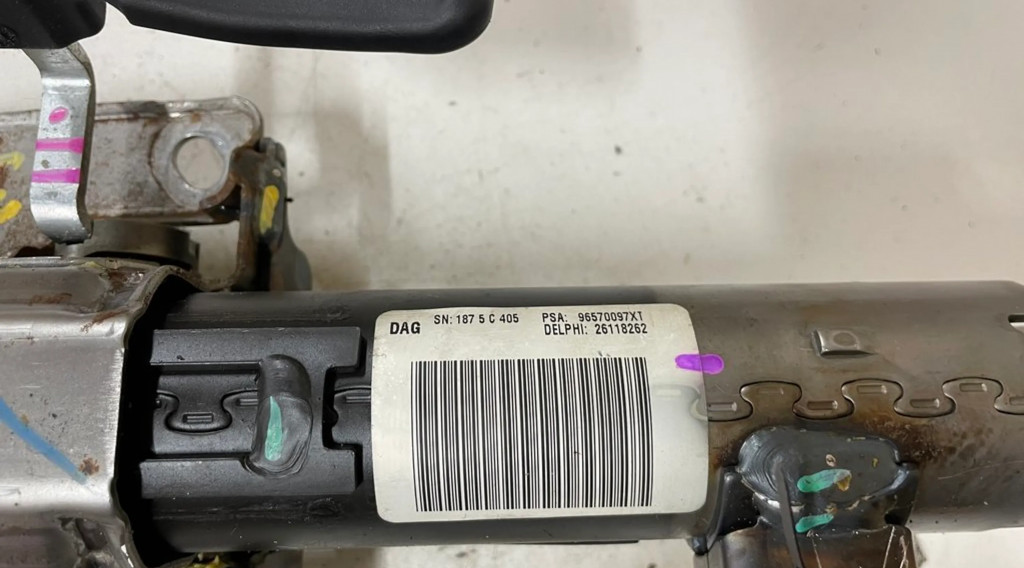 DAG SN: 187 5 C 405 PSA: 96570097XT
DELPHI: 26118262